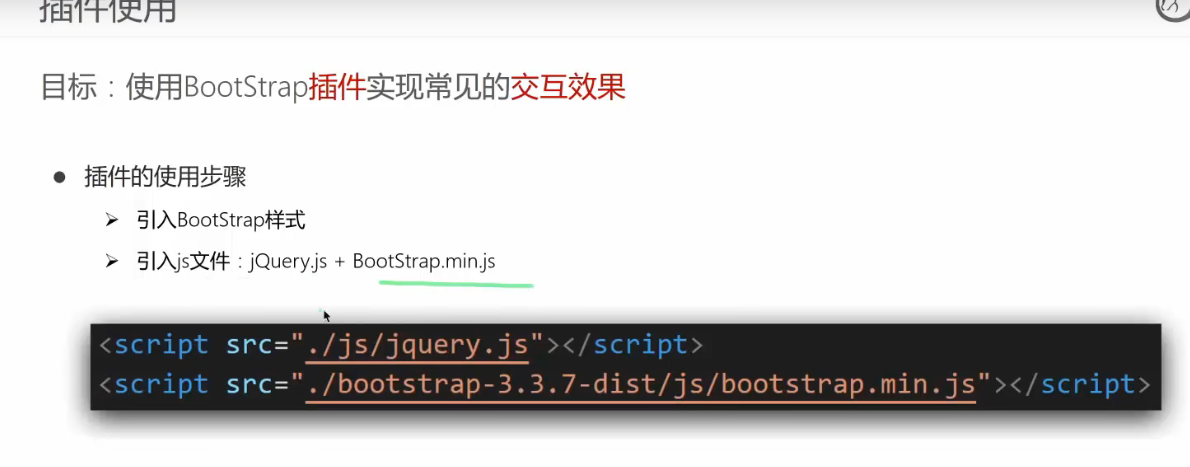 插件使用
目标：使用BootStrap插件实现常见的交互效果
插件的使用步骤
引入BootStrap样式
引入js文件：jQuery.js + BootStrap.min.js
<script src="./js/jquery.js"></script>
<script src="./bootstrap-3.3.7-dist/js/bootstrap.min.js"></script>